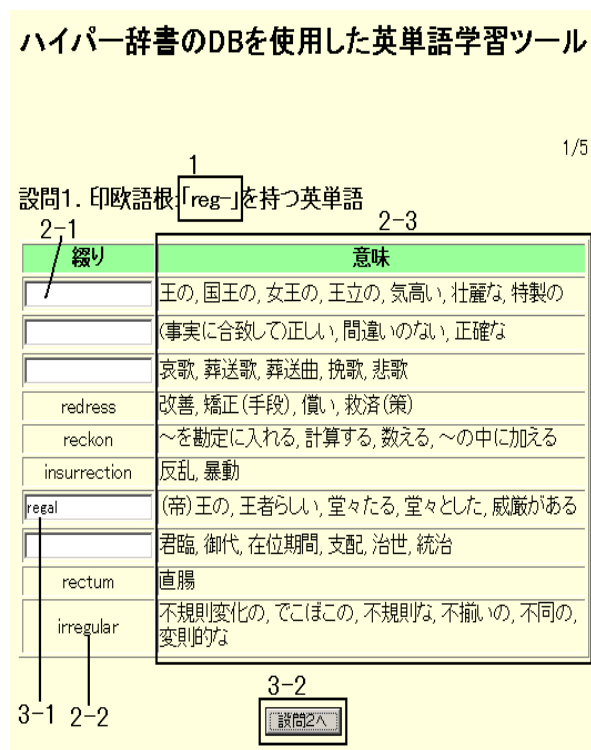 ハイパー辞書のDBを使用した英単語学習ツール
1/5
1
設問1. 印欧語根:「reg-」を持つ英単語
2-1
2-3
綴り 意味
王の, 国王の, 女王の, 王立の, 気高い, 壮麗な, 特製の
(事実に合致して)正しい, 間違いのない, 正確な
哀歌, 葬送歌, 葬送曲, 挽歌, 悲歌
redress 改善, 矯正(手段), 償い, 救済(策)
reckon ～を勘定に入れる, 計算する, 数える, ～の中に加える
insurrection 反乱, 暴動
regal (帝)王の, 王者らしい, 堂々たる, 堂々とした, 威厳がある
君臨, 御代, 在位期間, 支配, 治世, 統治
rectum 直腸
irregular 不規則変化の, でこぼこの, 不規則な, 不揃いの, 不同の,
変則的な
3-2
3-1 2-2
設問2へ